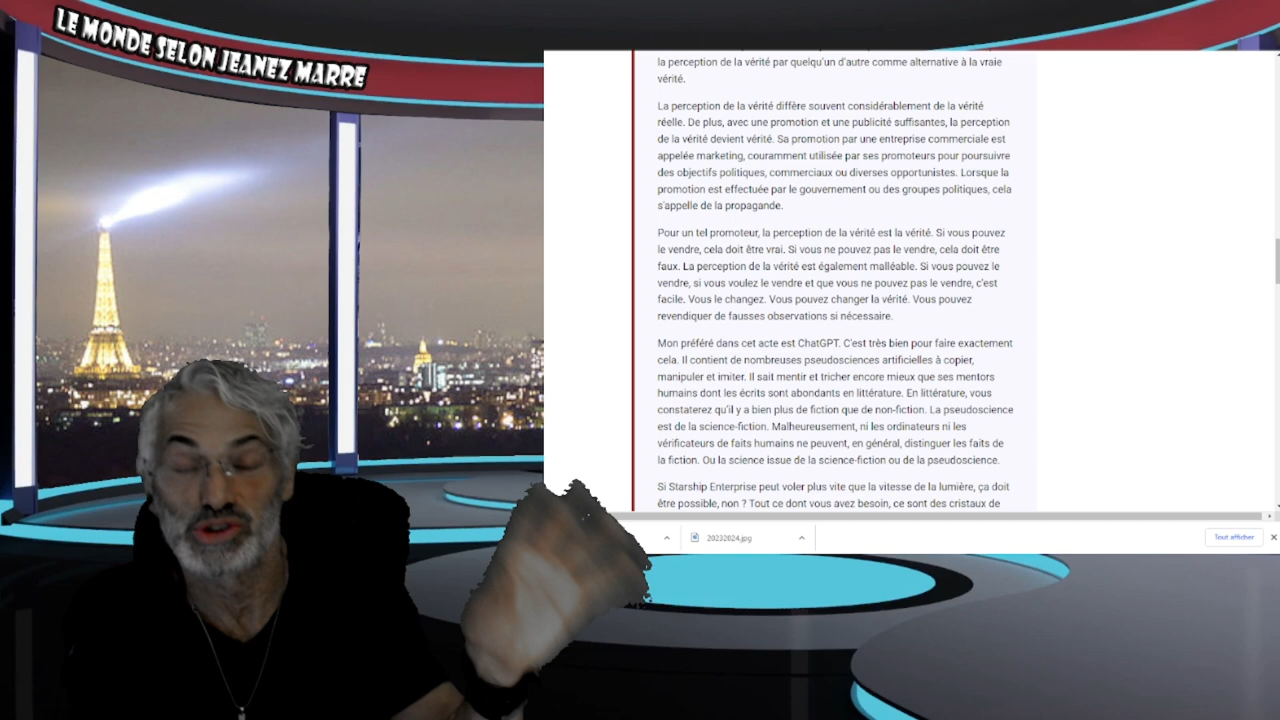 LE MONDE SELON JEANEZ MARRE
la perception de la vérité par quelqu'un d'autre comme alternative à la vraie
vérité.
La perception de la vérité diffère souvent considérablement de la vérité
réelle. De plus, avec une promotion et une publicité suffisantes, la perception
de la vérité devient vérité. Sa promotion par une entreprise commerciale est
appelée marketing, couramment utilisée par ses promoteurs pour poursuivre
des objectifs politiques, commerciaux ou diverses opportunistes. Lorsque la
promotion est effectuée par le gouvernement ou des groupes politiques, cela
s'appelle de la propagande.
Pour un tel promoteur, la perception de la vérité est la vérité. Si vous pouvez
le vendre, cela doit être vrai. Si vous ne pouvez pas le vendre, cela doit être
faux. La perception de la vérité est également malléable. Si vous pouvez le
vendre, si vous voulez le vendre et que vous ne pouvez pas le vendre, c'est
facile. Vous le changez. Vous pouvez changer la vérité. Vous pouvez
revendiquer de fausses observations si nécessaire.
Mon préféré dans cet acte est ChatGPT. C'est très bien pour faire exactement
cela. Il contient de nombreuses pseudosciences artificielles à copier,
manipuler et imiter. Il sait mentir et tricher encore mieux que ses mentors
humains dont les écrits sont abondants en littérature. En littérature, vous
constaterez qu'il y a bien plus de fiction que de non-fiction. La pseudoscience
est de la science-fiction. Malheureusement, ni les ordinateurs ni les
vérificateurs de faits humains ne peuvent, en général, distinguer les faits de
la fiction. Ou la science issue de la science-fiction ou de la pseudoscience.
Si Starship Enterprise peut voler plus vite que la vitesse de la lumière, ça doit
être possible, non ? Tout ce dont vous avez besoin, ce sont des cristaux de
20232024.jpg
Tout afficher